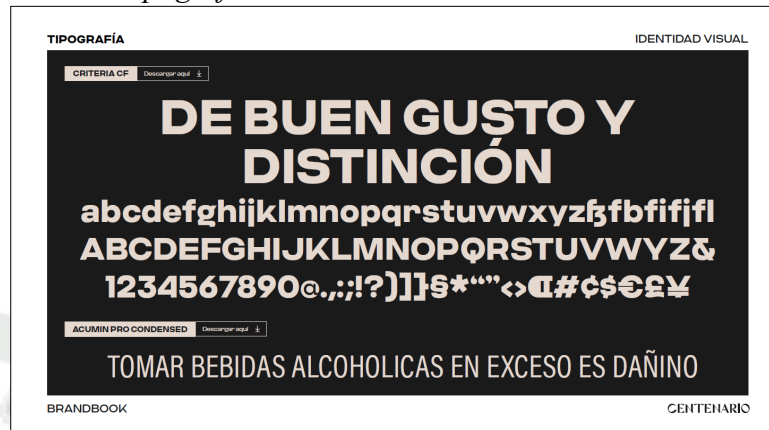 TIPOGRAFÍA
IDENTIDAD VISUAL
CRITERIA CF
Descargar aquí
DE BUEN GUSTO Y
DISTINCIÓN
abcdefghijklmnopqrstuvwxyzßfbfifjfl
ABCDEFGHIJKLMNOPQRSTUVWYZ&
1234567890@.,:;!?)]}§*“”<>¶#¢$€£¥
ACUMIN PRO CONDENSED
Descargar aquí
TOMAR BEBIDAS ALCOHOLICAS EN EXCESO ES DAÑINO
BRANDBOOK
CENTENARIO